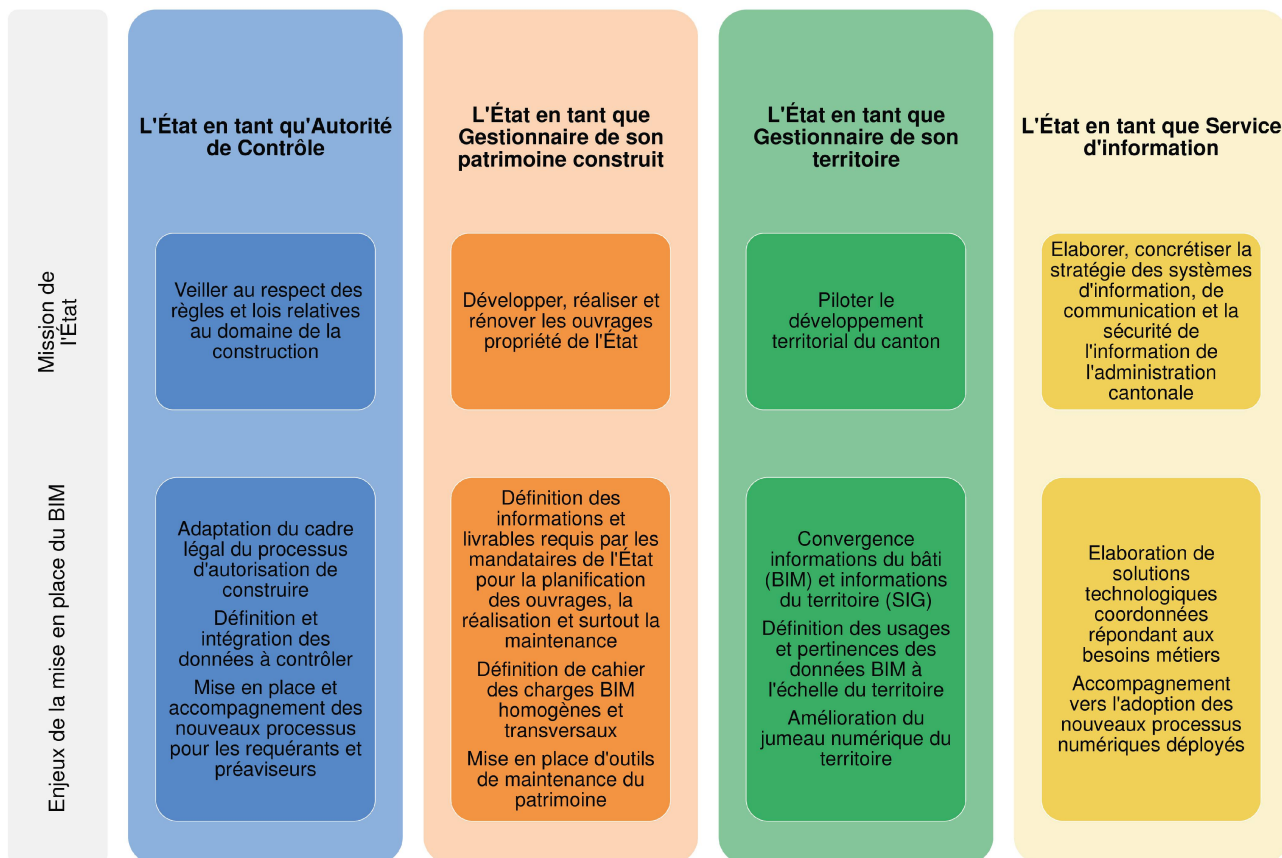 L'État en tant qu'Autorité
de Contrôle
L'État en tant que
Gestionnaire de son
patrimoine construit
L'État en tant que
Gestionnaire de son
territoire
L'État en tant que Service
d'information
Mission de
l'État
Veiller au respect des
règles et lois relatives
au domaine de la
construction
Développer, réaliser et
rénover les ouvrages
propriété de l'État
Piloter le
développement
territorial du canton
Elaborer, concrétiser la
stratégie des systèmes
d'information, de
communication et la
sécurité de
l'information de
l'administration
cantonale
Enjeux de la mise en place du BIM
Adaptation du cadre
légal du processus
d'autorisation de
construire
Définition et
intégration des
données à contrôler
Mise en place et
accompagnement des
nouveaux processus
pour les requérants et
préaviseurs
Définition des
informations et
livrables requis par les
mandataires de l'État
pour la planification
des ouvrages, la
réalisation et surtout la
maintenance
Définition de cahier
des charges BIM
homogènes et
transversaux
Mise en place d'outils
de maintenance du
patrimoine
Convergence
informations du bâti
(BIM) et informations
du territoire (SIG)
Définition des usages
et pertinences des
données BIM à
l'échelle du territoire
Amélioration du
jumeau numérique du
territoire
Elaboration de
solutions
technologiques
coordonnées
répondant aux
besoins métiers
Accompagnement
vers l'adoption des
nouveaux processus
numériques déployés